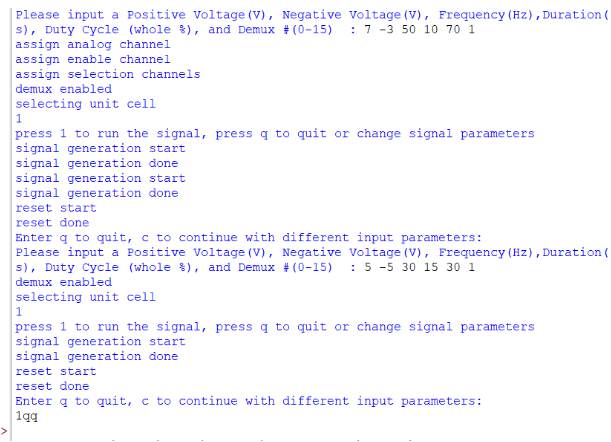 Please input a Positive Voltage(V), Negative Voltage(V), Frequency(Hz),Duration(
s), Duty Cycle (whole %), and Demux #(0-15)  : 7 -3 50 10 70 1
assign analog channel
assign enable channel
assign selection channels
demux enabled
selecting unit cell
1
press 1 to run the signal, press q to quit or change signal parameters
signal generation start
signal generation done
signal generation start
signal generation done
reset start
reset done
Enter q to quit, c to continue with different input parameters:
Please input a Positive Voltage(V), Negative Voltage(V), Frequency(Hz),Duration(
s), Duty Cycle (whole %), and Demux #(0-15)  : 5 -5 30 15 30 1
demux enabled
selecting unit cell
1
press 1 to run the signal, press q to quit or change signal parameters
signal generation start
signal generation done
reset start
reset done
Enter q to quit, c to continue with different input parameters:
1qq
>